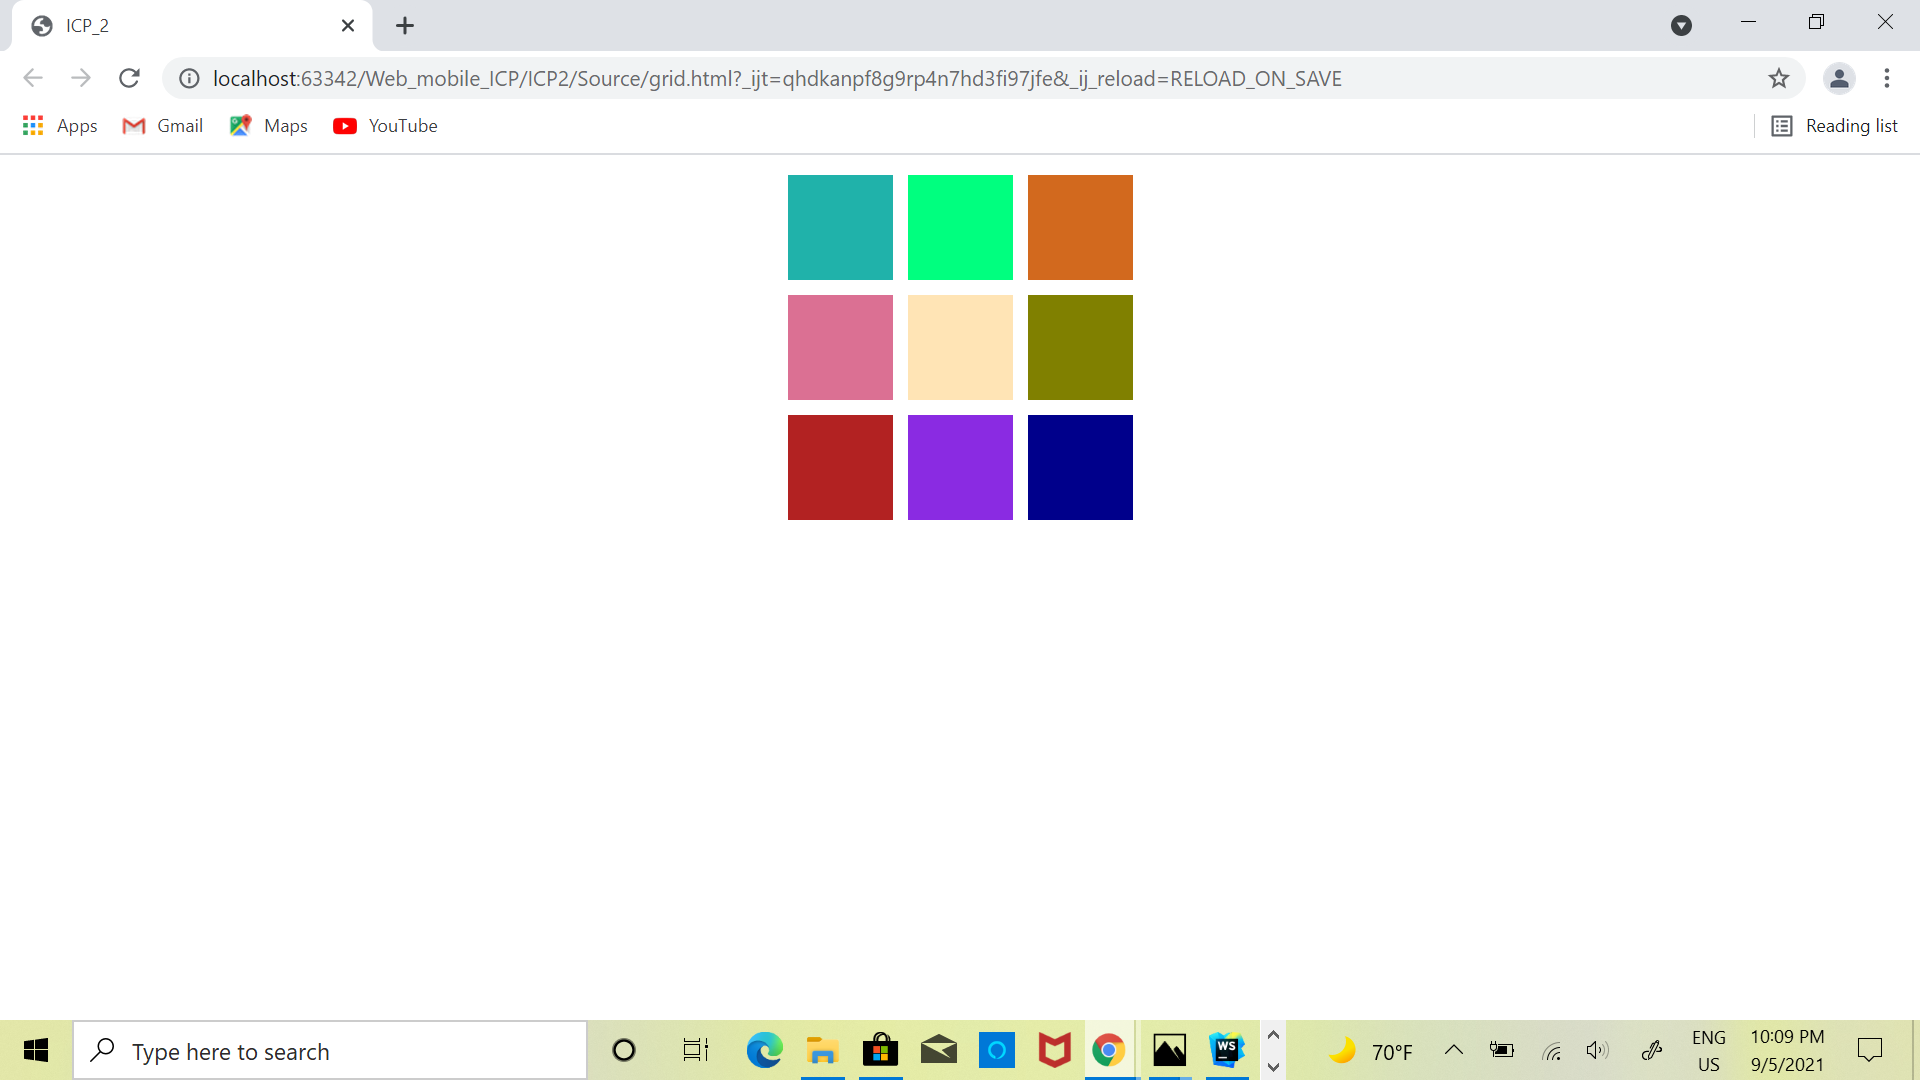 ICP_2
localhost:63342/Web_mobile_ICP/ICP2/Source/grid.html?_ijt=qhdkanpf8g9rp4n7hd3fi97jfe&_ij_reload=RELOAD_ON_SAVE
Apps Gmail Maps YouTube Reading list
Type here to search WS 70°F ENG 10:09 PM
US 9/5/2021